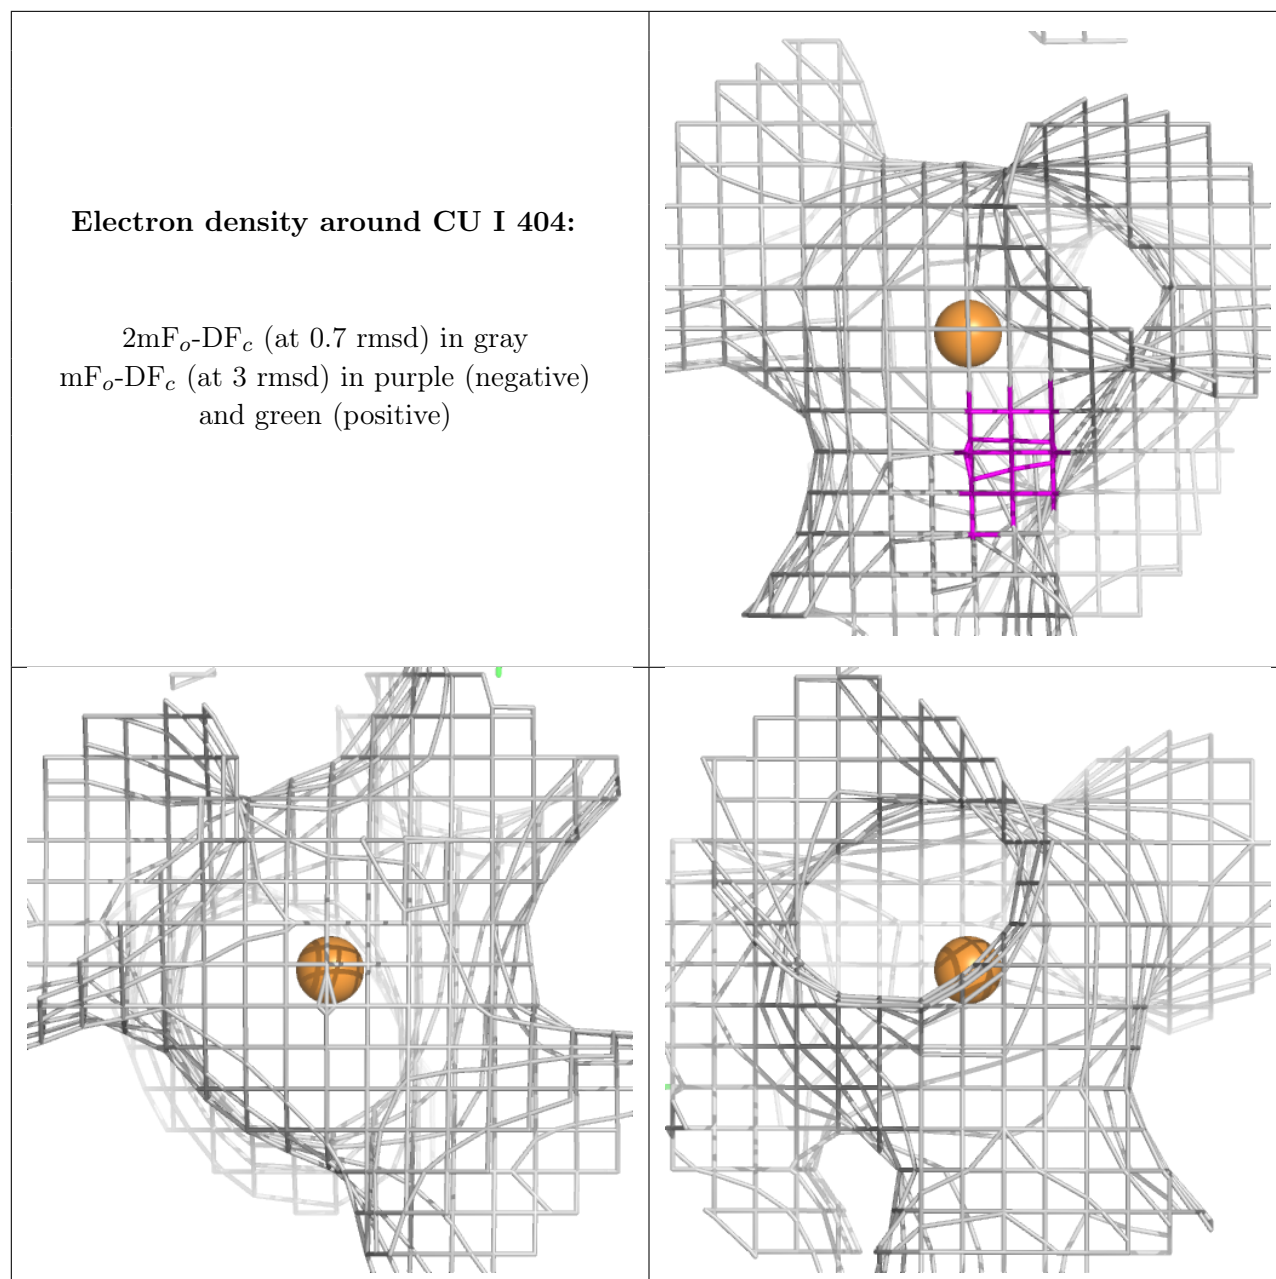 Electron density around CU I 404:
2mFo-DFc (at 0.7 rmsd) in gray
mFo-DFc (at 3 rmsd) in purple (negative)
and green (positive)